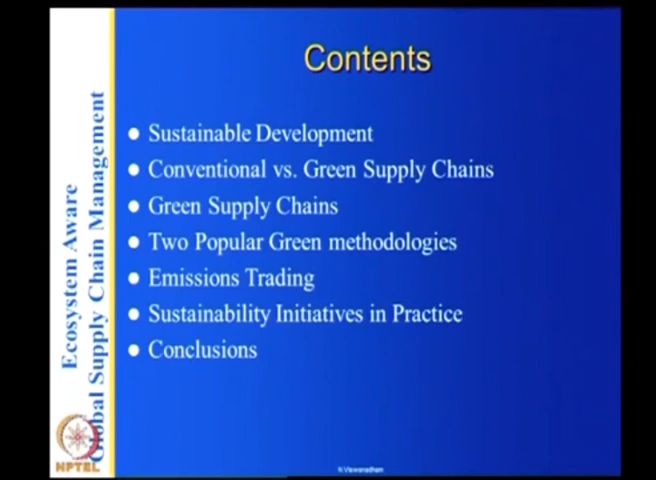 Contents
Sustainable Development
Conventional vs. Green Supply Chains
Green Supply Chains
Two Popular Green methodologies
Emissions Trading
Sustainability Initiatives in Practice
Conclusions
Ecosystem Aware
Global Supply Chain Management
NPTEL
N.Viswanadham